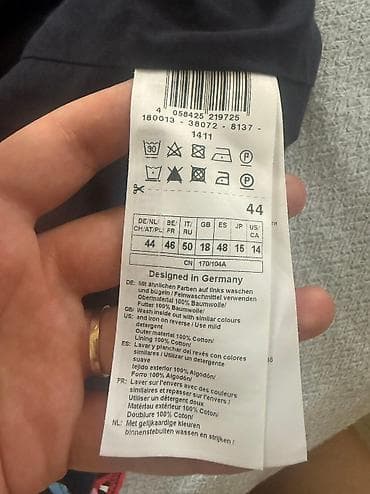 4 058425 219725
160013 - 38072 - 8137 -
1411
44
DE/NL/ CH/AT/PL BE/ FR IT/ RU GB ES JP US/ CA
44 46 50 18 48 15 14
CN 170/104A
Designed in Germany
DE: Mit ähnlichen Farben auf links waschen
und bügeln / Feinwaschmittel verwenden
Obermaterial 100% Baumwolle/
Futter 100% Baumwolle/
GB/ Wash inside out with similar colours
US: and iron on reverse / Use mild
detergent
Outer material 100% Cotton/
Lining 100% Cotton/
ES: Lavar y planchar del revés con colores
similares / Utilizar un detergente
suave
tejido exterior 100% Algodón/
Forro 100% Algodón/
FR: Laver sur l'envers avec des couleurs
similaires et repasser sur l'envers /
Utiliser un détergent doux
Matériau extérieur 100% Coton/
Doublure 100% Coton/
NL: Met gelijkaardige kleuren
binnenstebuiten wassen en strijken /